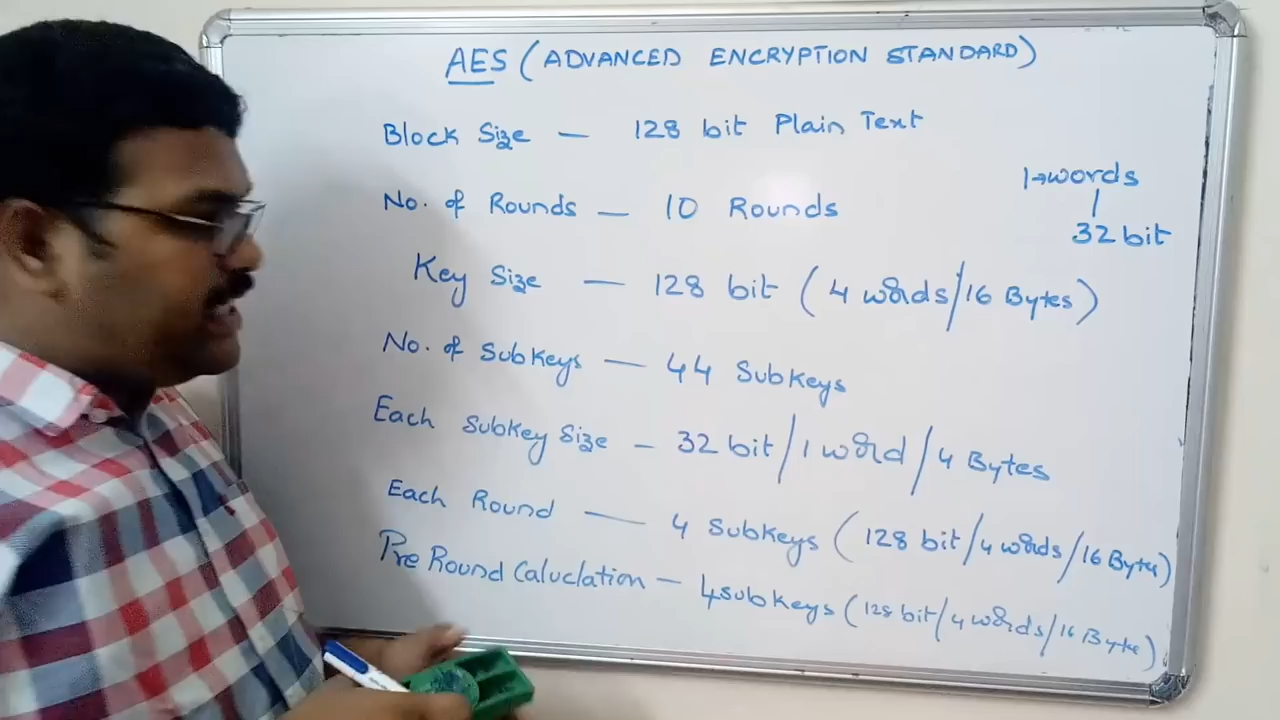 AES (ADVANCED ENCRYPTION STANDARD)
Block Size — 128 bit Plain Text
1→words
32 bit
No. of Rounds — 10 Rounds
Key Size — 128 bit (4 words/16 Bytes)
No. of Subkeys — 44 Subkeys
Each Subkey Size — 32 bit/1 word/4 Bytes
Each Round — 4 Subkeys (128 bit/4 words/16 Bytes)
Pre Round Caluclation — 4 subkeys (128 bit/4 words/16 Byte)